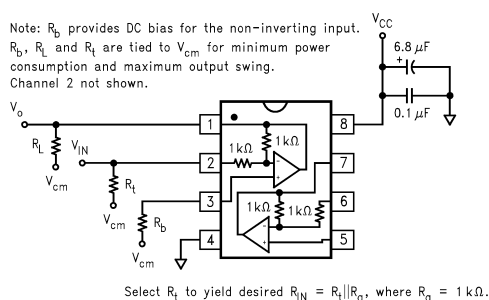 Note: Rb provides DC bias for the non-inverting input.
Rb, RL and Rt are tied to Vcm for minimum power
consumption and maximum output swing.
Channel 2 not shown.
VCC
6.8 μF
+
0.1 μF
Vo
RL
Vcm
VIN
Rt
Vcm
Rb
Vcm
1
2
3
4
8
7
6
5
1kΩ
1kΩ
-
+
1kΩ
1kΩ
-
+
Select Rt to yield desired RIN = Rt||Rg, where Rg = 1kΩ.